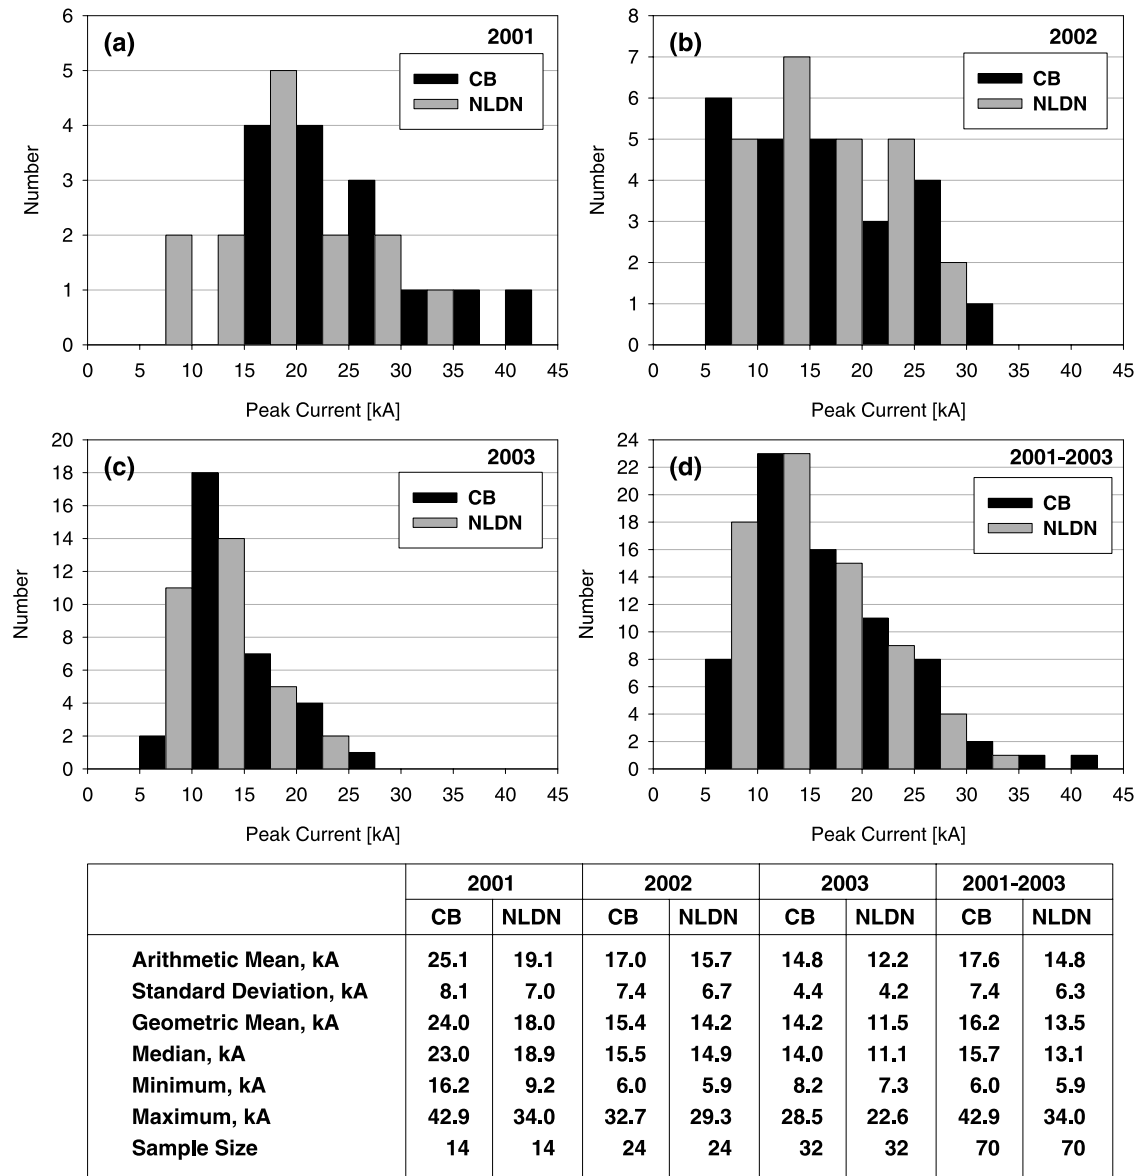 (a) 2001
CB
NLDN
6
5
4
3
2
1
0
Number
0 5 10 15 20 25 30 35 40 45
Peak Current [kA]
(b) 2002
CB
NLDN
8
7
6
5
4
3
2
1
0
Number
0 5 10 15 20 25 30 35 40 45
Peak Current [kA]
(c) 2003
CB
NLDN
20
18
16
14
12
10
8
6
4
2
0
Number
0 5 10 15 20 25 30 35 40 45
Peak Current [kA]
(d) 2001-2003
CB
NLDN
24
22
20
18
16
14
12
10
8
6
4
2
0
Number
0 5 10 15 20 25 30 35 40 45
Peak Current [kA]
2001 2002 2003 2001-2003
CB NLDN CB NLDN CB NLDN CB NLDN
Arithmetic Mean, kA 25.1 19.1 17.0 15.7 14.8 12.2 17.6 14.8
Standard Deviation, kA 8.1 7.0 7.4 6.7 4.4 4.2 7.4 6.3
Geometric Mean, kA 24.0 18.0 15.4 14.2 14.2 11.5 16.2 13.5
Median, kA 23.0 18.9 15.5 14.9 14.0 11.1 15.7 13.1
Minimum, kA 16.2 9.2 6.0 5.9 8.2 7.3 6.0 5.9
Maximum, kA 42.9 34.0 32.7 29.3 28.5 22.6 42.9 34.0
Sample Size 14 14 24 24 32 32 70 70